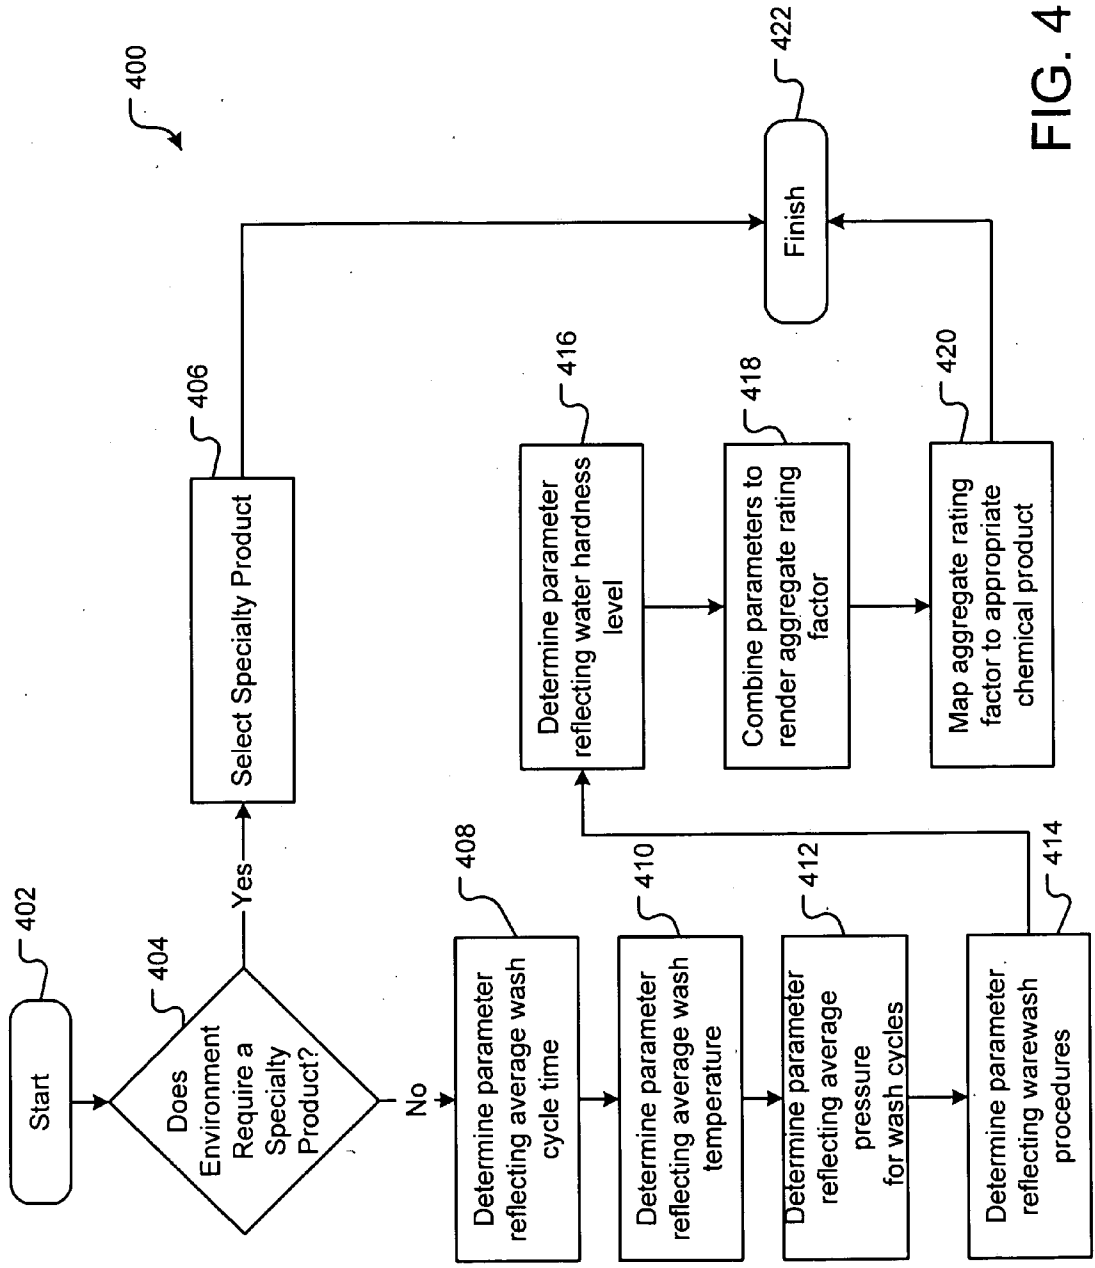 400
Start
402
Does
Environment
Require a
Specialty
Product?
404
Yes
Select Specialty Product
406
No
Determine parameter
reflecting average wash
cycle time
408
Determine parameter
reflecting average wash
temperature
410
Determine parameter
reflecting average
pressure
for wash cycles
412
Determine parameter
reflecting warewash
procedures
414
Determine parameter
reflecting water hardness
level
416
Combine parameters to
render aggregate rating
factor
418
Map aggregate rating
factor to appropriate
chemical product
420
Finish
422
FIG. 4